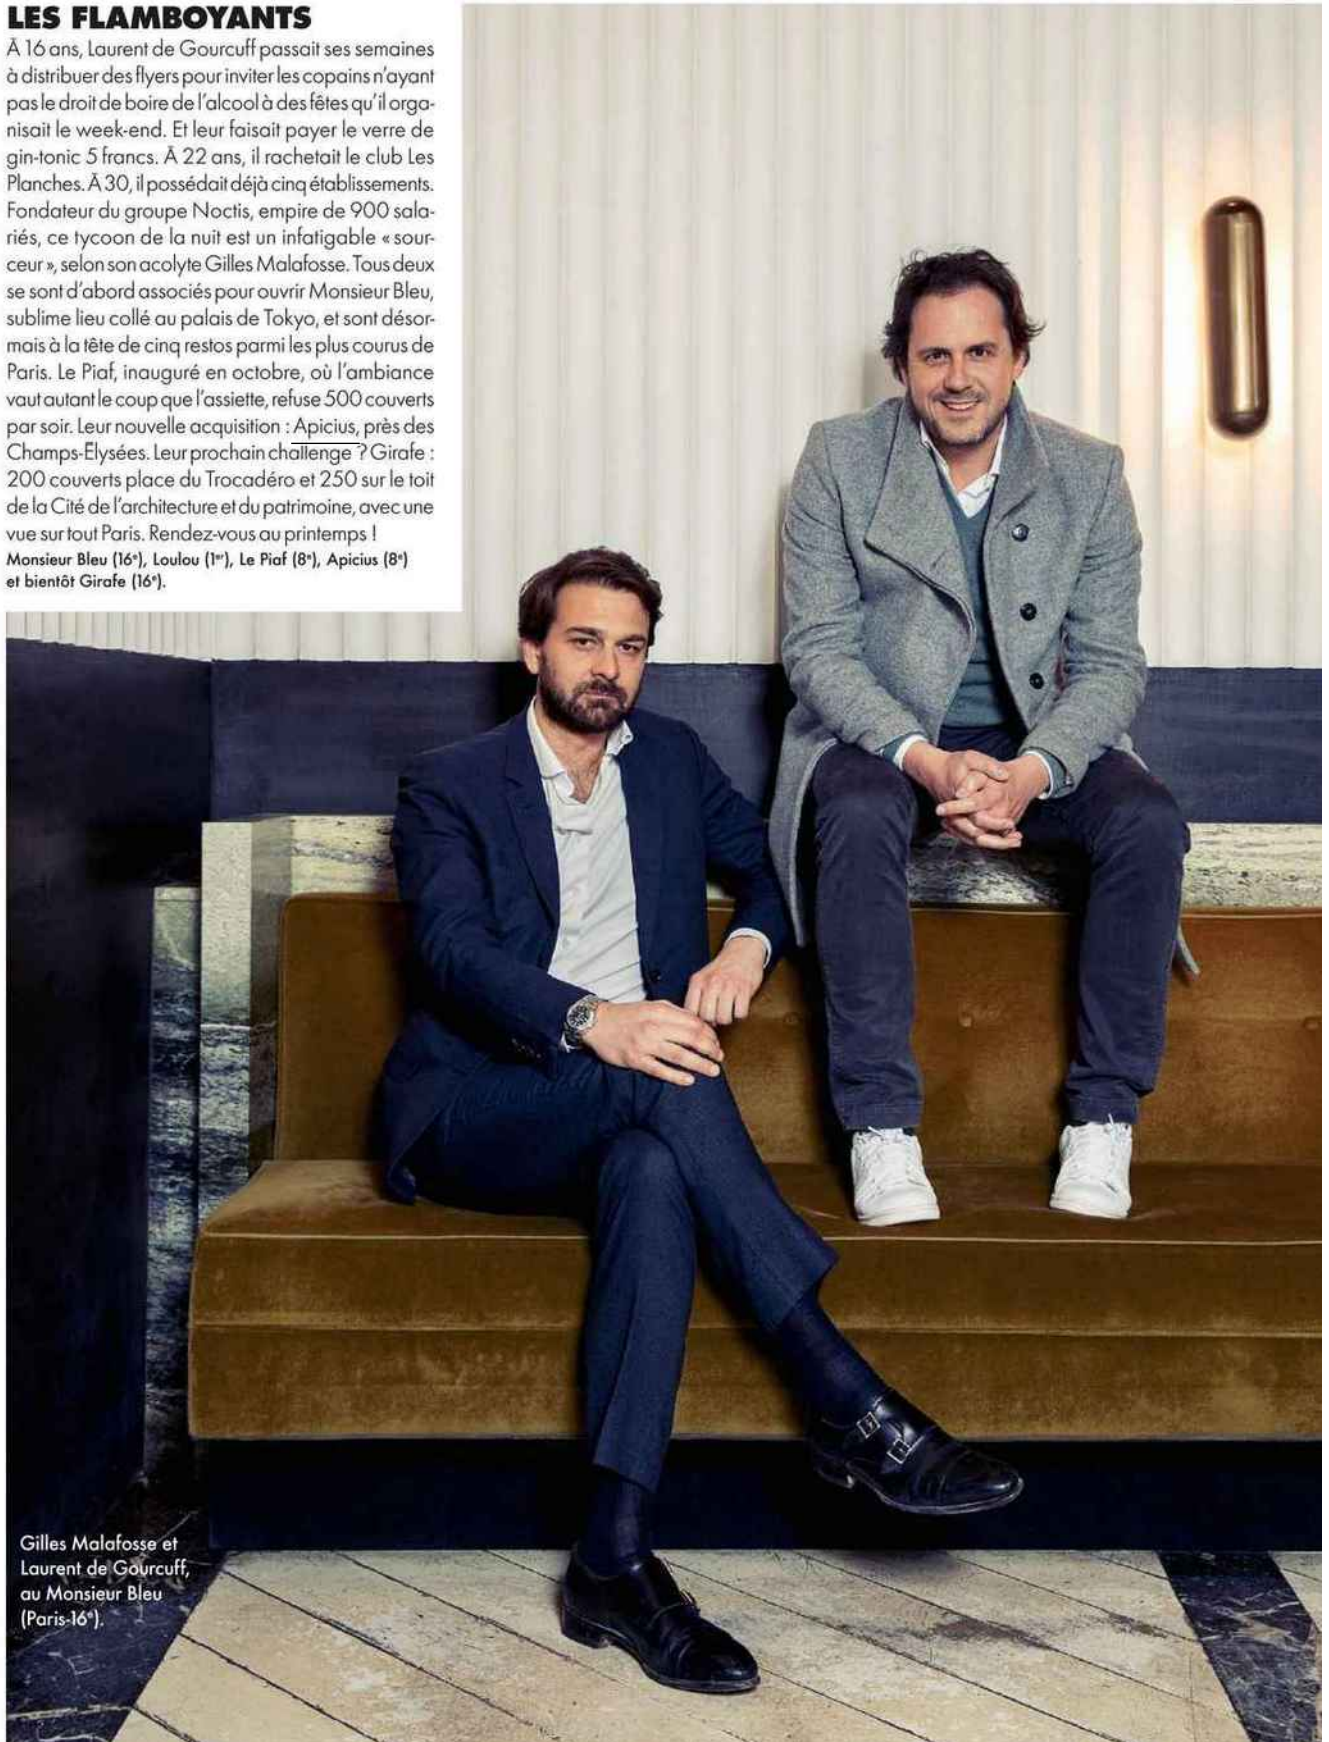 LES FLAMBOYANTS
À 16 ans, Laurent de Gourcuff passait ses semaines
à distribuer des flyers pour inviter les copains n'ayant
pas le droit de boire de l'alcool à des fêtes qu'il orga-
nisait le week-end. Et leur faisait payer le verre de
gin-tonic 5 francs. À 22 ans, il rachetait le club Les
Planches. À 30, il possédait déjà cinq établissements.
Fondateur du groupe Noctis, empire de 900 sala-
riés, ce tycoon de la nuit est un infatigable « sour-
ceur », selon son acolyte Gilles Malafosse. Tous deux
se sont d'abord associés pour ouvrir Monsieur Bleu,
sublime lieu collé au palais de Tokyo, et sont désor-
mais à la tête de cinq restos parmi les plus courus de
Paris. Le Piaf, inauguré en octobre, où l'ambiance
vaut autant le coup que l'assiette, refuse 500 couverts
par soir. Leur nouvelle acquisition : Apicius, près des
Champs-Élysées. Leur prochain challenge ? Girafe :
200 couverts place du Trocadéro et 250 sur le toit
de la Cité de l'architecture et du patrimoine, avec une
vue sur tout Paris. Rendez-vous au printemps !
Monsieur Bleu (16e), Loulou (1er), Le Piaf (8e), Apicius (8e)
et bientôt Girafe (16e).
Gilles Malafosse et
Laurent de Gourcuff,
au Monsieur Bleu
(Paris-16e).